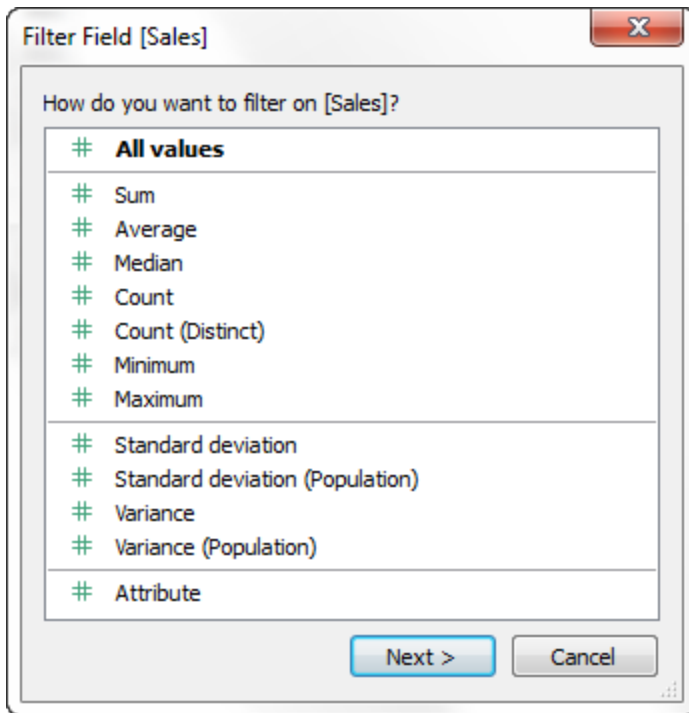 Filter Field [Sales]
How do you want to filter on [Sales]?
# All values
# Sum
# Average
# Median
# Count
# Count (Distinct)
# Minimum
# Maximum
# Standard deviation
# Standard deviation (Population)
# Variance
# Variance (Population)
# Attribute
Next > Cancel